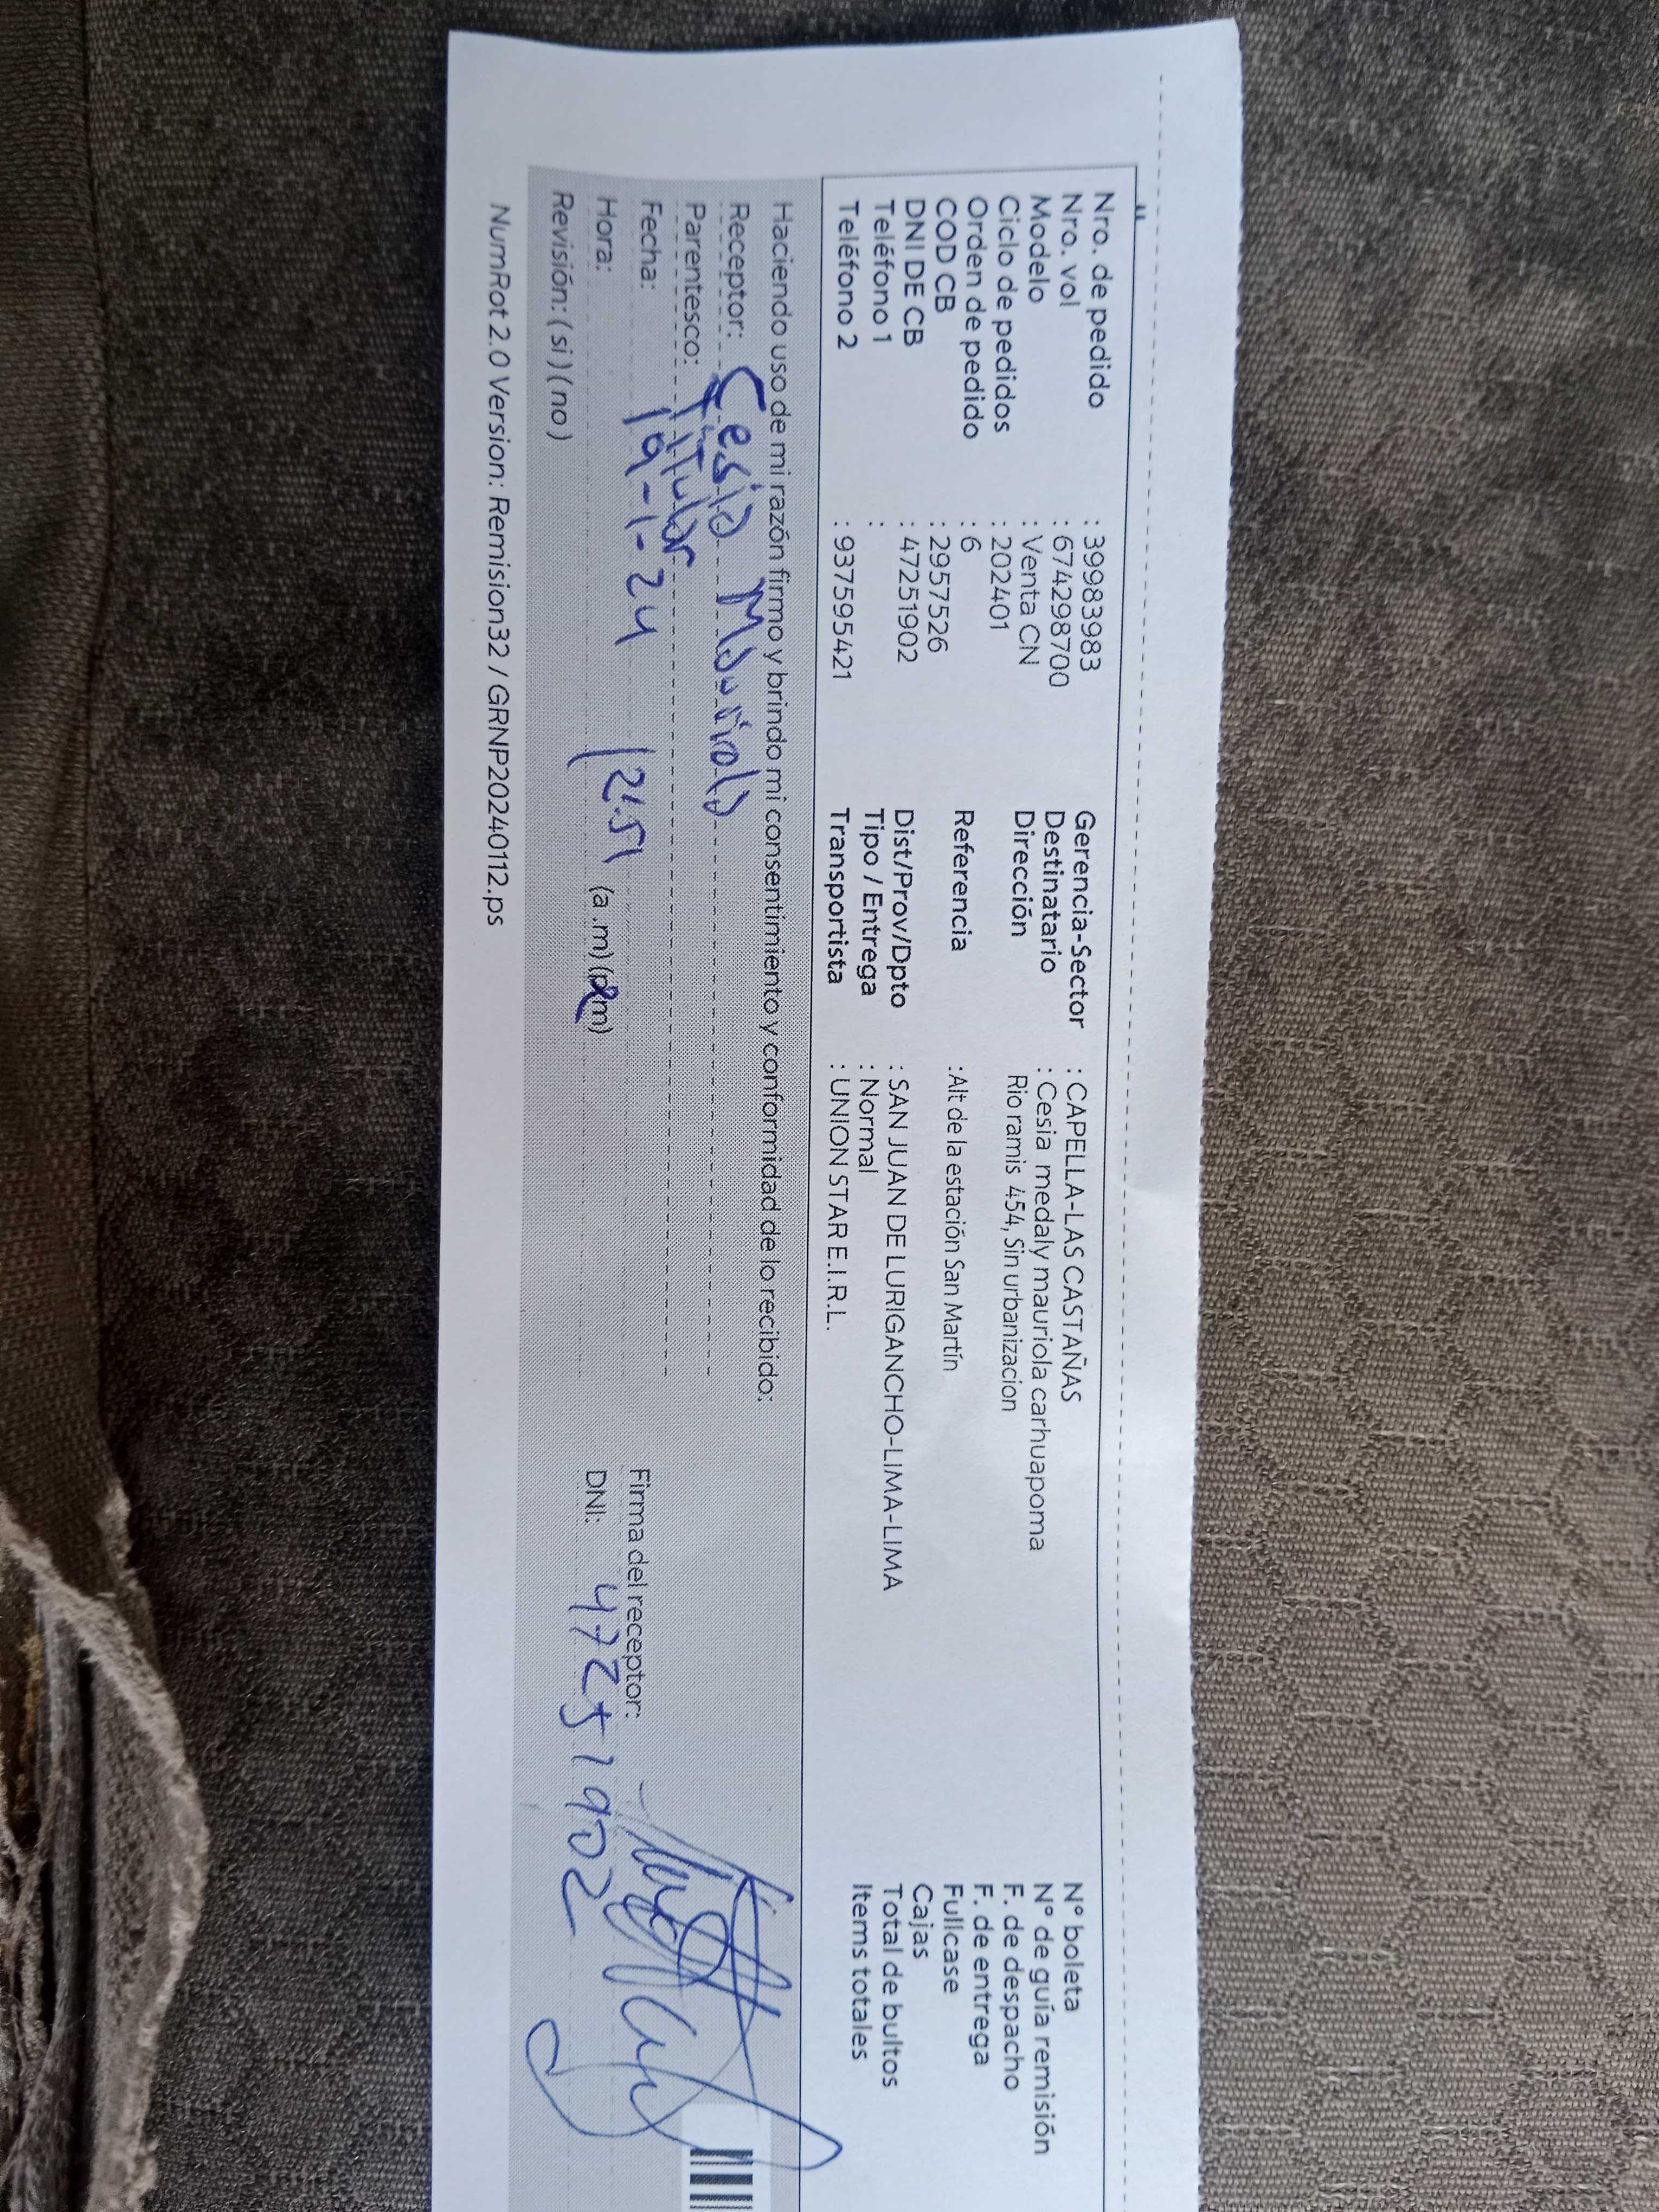 Nro. de pedido : 39983983
Nro. vol : 674298700
Modelo : Venta CN
Ciclo de pedidos : 202401
Orden de pedido : 6
COD CB : 2957526
DNI DE CB : 47251902
Teléfono 1 :
Teléfono 2 : 937595421
Gerencia-Sector : CAPELLA-LAS CASTAÑAS
Destinatario : Cesia medaly mauriola carhuapoma
Dirección Rio ramis 454, Sin urbanizacion
Referencia :Alt de la estación San Martín
Dist/Prov/Dpto : SAN JUAN DE LURIGANCHO-LIMA-LIMA
Tipo / Entrega : Normal
Transportista : UNION STAR E.I.R.L.
N° boleta
N° de guía remisión
F. de despacho
F. de entrega
Fullcase
Cajas
Total de bultos
Items totales
Haciendo uso de mi razón firmo y brindo mi consentimiento y conformidad de lo recibido:
Receptor: Cesia Mauriola
Parentesco: Titular
Fecha: 19-1-24
Hora: 12:51 (a.m) (p.m)
Revisión: ( si ) ( no )
Firma del receptor:
DNI: 47251902
NumRot 2.0 Version: Remision32 / GRNP20240112.ps